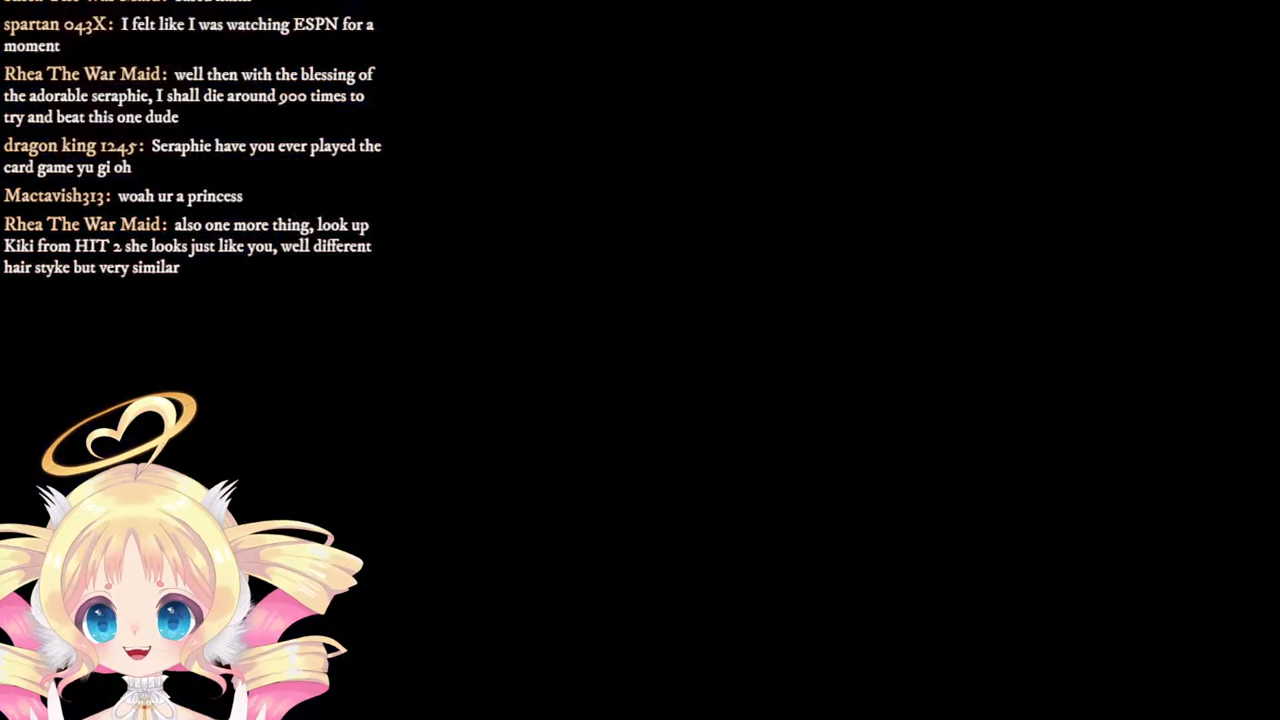 spartan 043X: I felt like I was watching ESPN for a
moment
Rhea The War Maid: well then with the blessing of
the adorable seraphie, I shall die around 900 times to
try and beat this one dude
dragon king 1245: Seraphie have you ever played the
card game yu gi oh
Mactavish313: woah ur a princess
Rhea The War Maid: also one more thing, look up
Kiki from HIT 2 she looks just like you, well different
hair styke but very similar